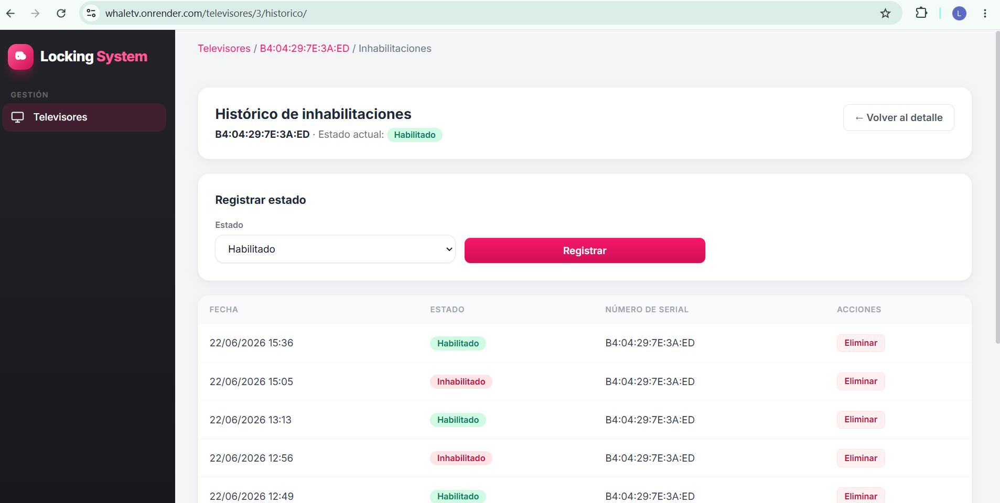 whaletv.onrender.com/televisores/3/historico/
L
Locking System
GESTIÓN
Televisores
Televisores / B4:04:29:7E:3A:ED / Inhabilitaciones
Histórico de inhabilitaciones
B4:04:29:7E:3A:ED · Estado actual: Habilitado
← Volver al detalle
Registrar estado
Estado
Habilitado
Registrar
FECHA ESTADO NÚMERO DE SERIAL ACCIONES
22/06/2026 15:36 Habilitado B4:04:29:7E:3A:ED Eliminar
22/06/2026 15:05 Inhabilitado B4:04:29:7E:3A:ED Eliminar
22/06/2026 13:13 Habilitado B4:04:29:7E:3A:ED Eliminar
22/06/2026 12:56 Inhabilitado B4:04:29:7E:3A:ED Eliminar
22/06/2026 12:49 Habilitado B4:04:29:7E:3A:ED Eliminar